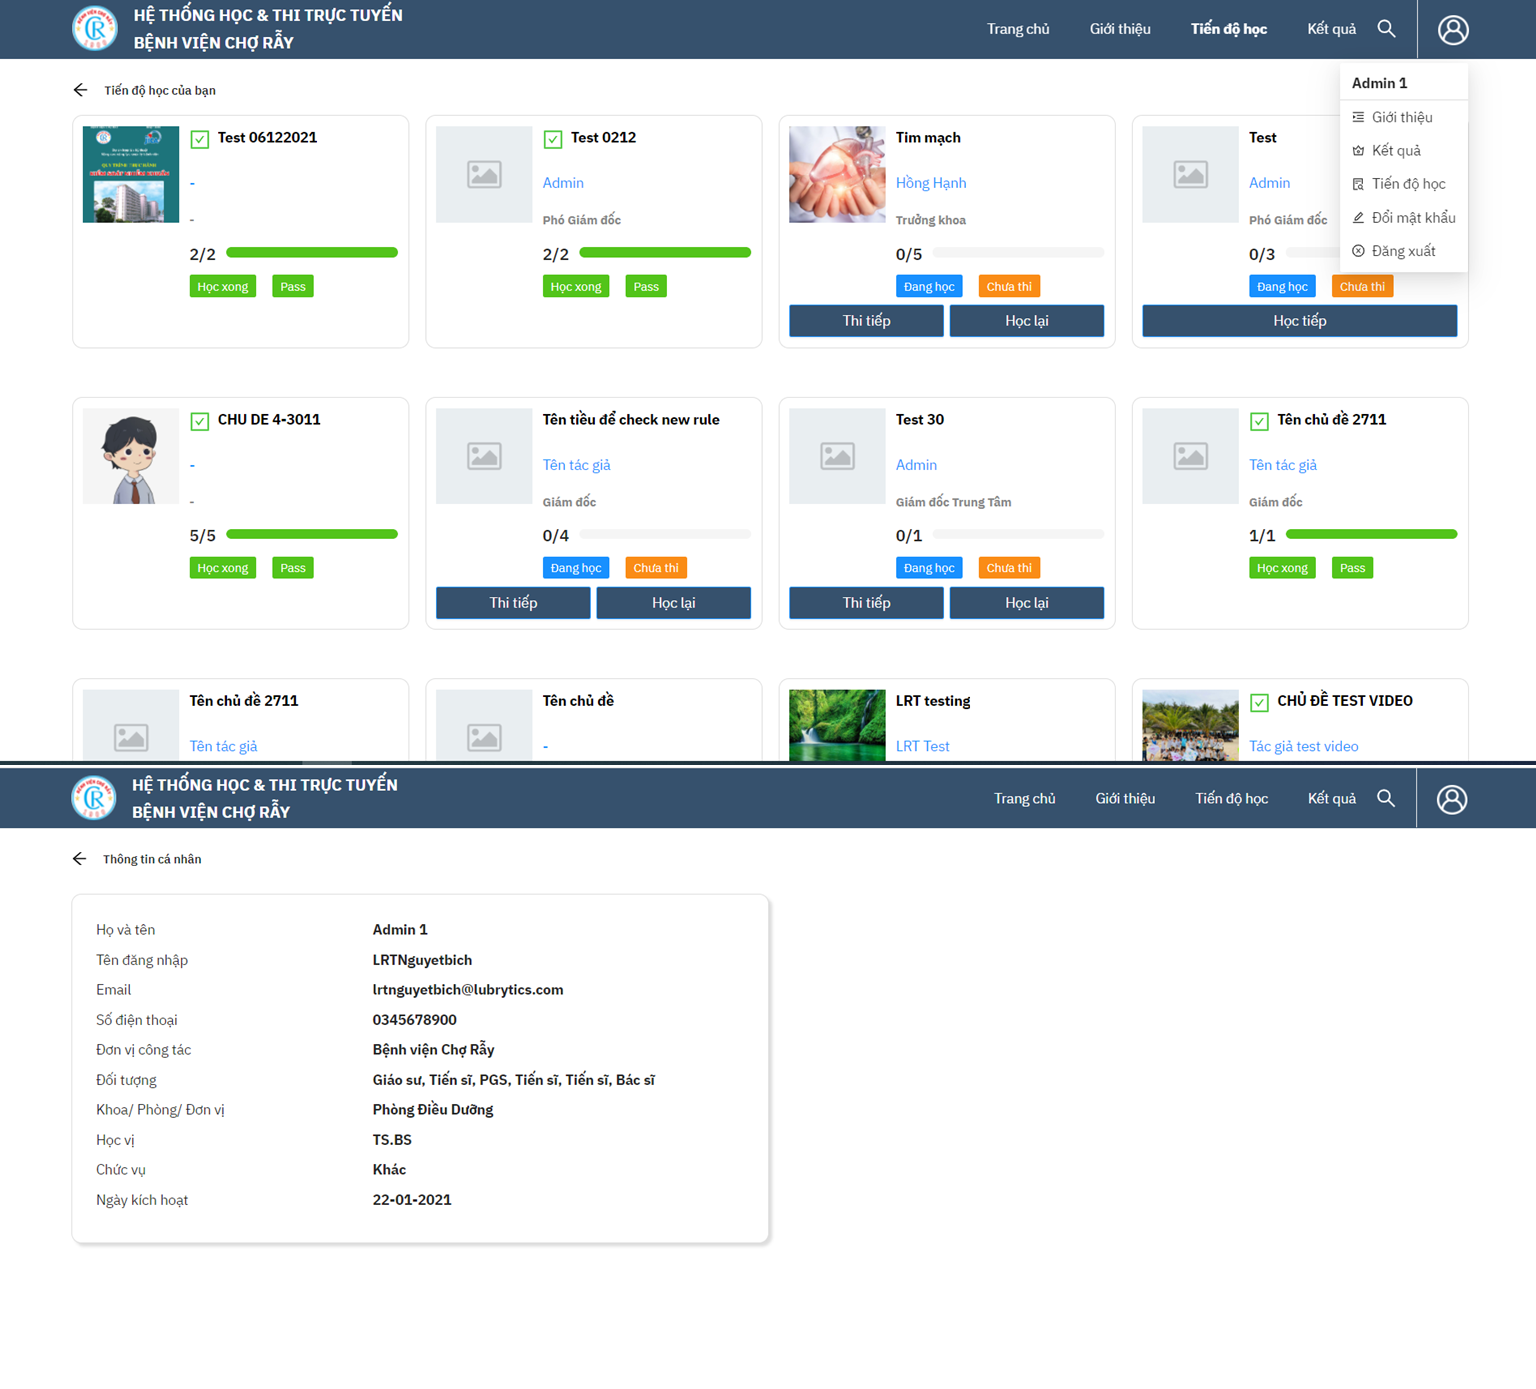 HỆ THỐNG HỌC & THI TRỰC TUYẾN
BỆNH VIỆN CHỢ RẪY
Trang chủ
Giới thiệu
Tiến độ học
Kết quả
Tiến độ học của bạn
Admin 1
Giới thiệu
Kết quả
Tiến độ học
Đổi mật khẩu
Đăng xuất
Test 06122021
-
-
2/2
Học xong
Pass
Test 0212
Admin
Phó Giám đốc
2/2
Học xong
Pass
Tim mạch
Hồng Hạnh
Trưởng khoa
0/5
Đang học
Chưa thi
Thi tiếp
Học lại
Test
Admin
Phó Giám đốc
0/3
Đang học
Chưa thi
Học tiếp
CHU DE 4-3011
-
-
5/5
Học xong
Pass
Tên tiều để check new rule
Tên tác giả
Giám đốc
0/4
Đang học
Chưa thi
Thi tiếp
Học lại
Test 30
Admin
Giám đốc Trung Tâm
0/1
Đang học
Chưa thi
Thi tiếp
Học lại
Tên chủ đề 2711
Tên tác giả
Giám đốc
1/1
Học xong
Pass
Tên chủ đề 2711
Tên tác giả
Tên chủ đề
-
LRT testing
LRT Test
CHỦ ĐỀ TEST VIDEO
Tác giả test video
HỆ THỐNG HỌC & THI TRỰC TUYẾN
BỆNH VIỆN CHỢ RẪY
Trang chủ
Giới thiệu
Tiến độ học
Kết quả
Thông tin cá nhân
Họ và tên Admin 1
Tên đăng nhập LRTNguyetbich
Email lrtnguyetbich@lubrytics.com
Số điện thoại 0345678900
Đơn vị công tác Bệnh viện Chợ Rẫy
Đối tượng Giáo sư, Tiến sĩ, PGS, Tiến sĩ, Tiến sĩ, Bác sĩ
Khoa/ Phòng/ Đơn vị Phòng Điều Dưỡng
Học vị TS.BS
Chức vụ Khác
Ngày kích hoạt 22-01-2021